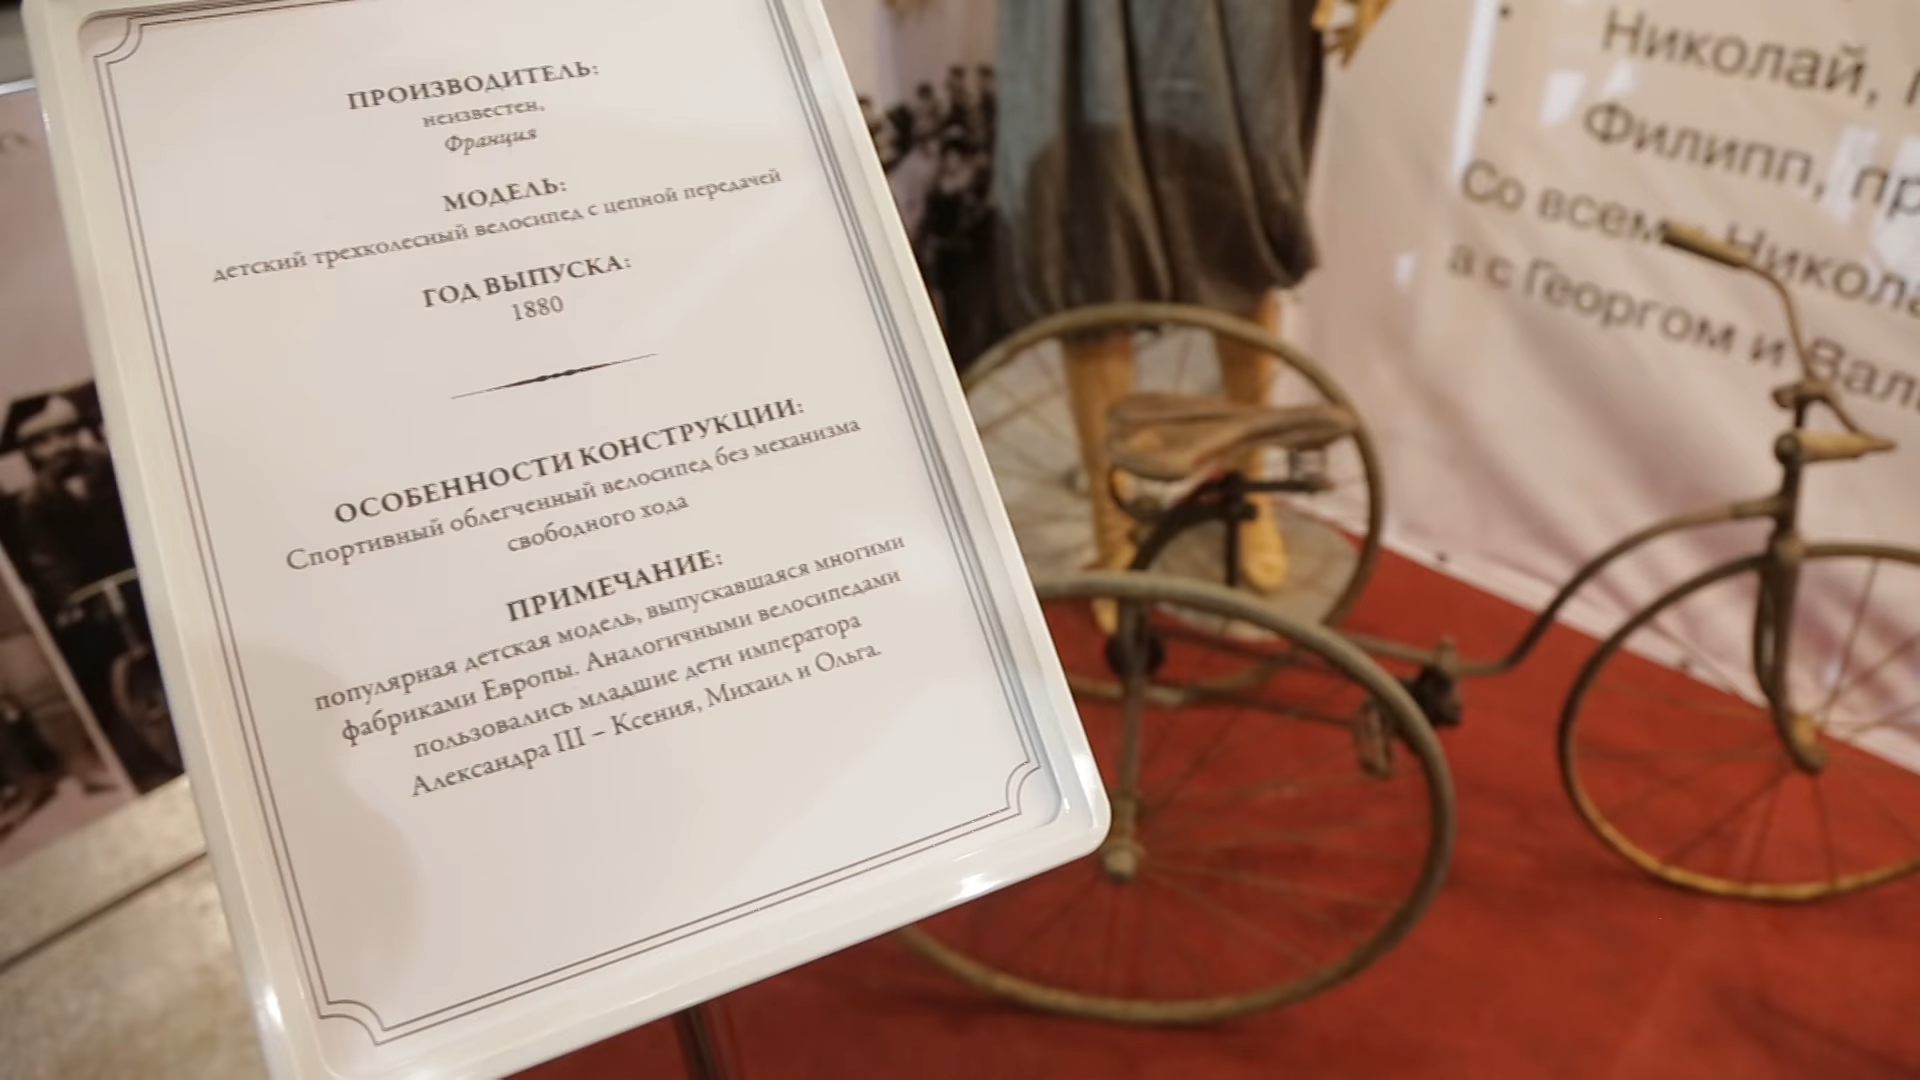 ПРОИЗВОДИТЕЛЬ:
неизвестен,
Франция
МОДЕЛЬ:
детский трехколесный велосипед с цепной передачей
ГОД ВЫПУСКА:
1880
ОСОБЕННОСТИ КОНСТРУКЦИИ:
Спортивный облегченный велосипед без механизма
свободного хода
ПРИМЕЧАНИЕ:
популярная детская модель, выпускавшаяся многими
фабриками Европы. Аналогичными велосипедами
пользовались младшие дети императора
Александра III – Ксения, Михаил и Ольга.
Николай,
Филипп,
Со всем
а с Георгом и